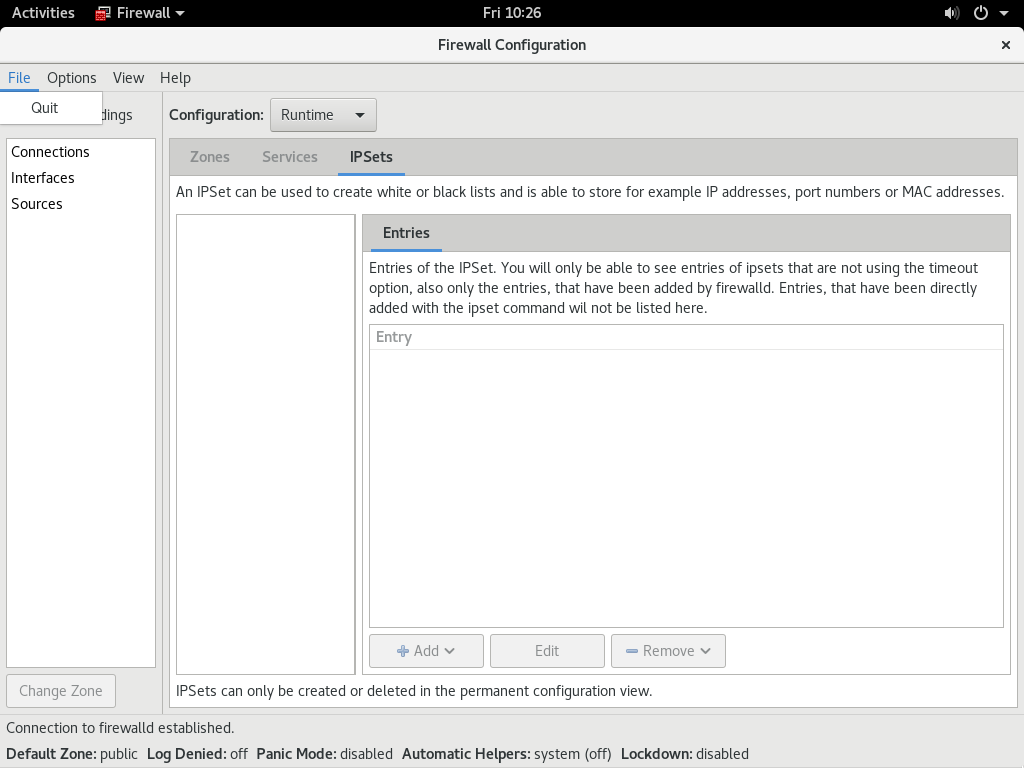 Activities Firewall Fri 10:26
Firewall Configuration
File Options View Help
Quit
dings
Configuration: Runtime
Connections
Interfaces
Sources
Zones Services IPSets
An IPSet can be used to create white or black lists and is able to store for example IP addresses, port numbers or MAC addresses.
Entries
Entries of the IPSet. You will only be able to see entries of ipsets that are not using the timeout
option, also only the entries, that have been added by firewalld. Entries, that have been directly
added with the ipset command wil not be listed here.
Entry
Add Edit Remove
IPSets can only be created or deleted in the permanent configuration view.
Change Zone
Connection to firewalld established.
Default Zone: public Log Denied: off Panic Mode: disabled Automatic Helpers: system (off) Lockdown: disabled